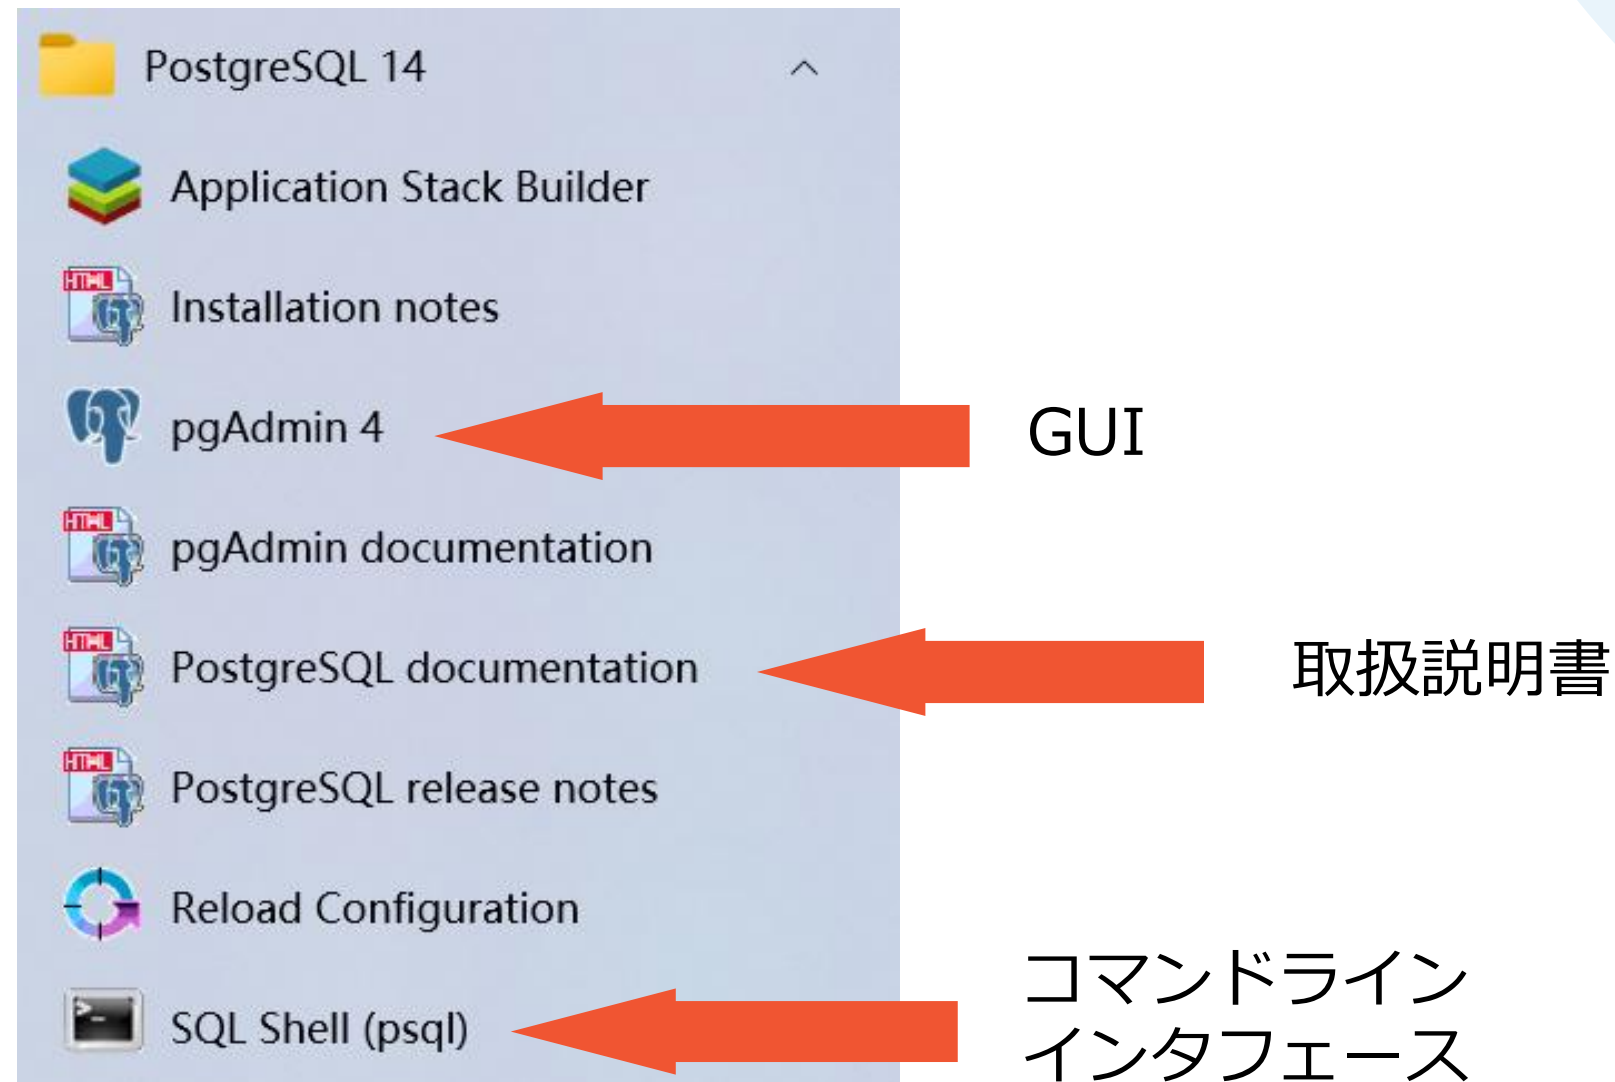 PostgreSQL 14
Application Stack Builder
HTML
Installation notes
pgAdmin 4
GUI
HTML
pgAdmin documentation
HTML
PostgreSQL documentation
取扱説明書
HTML
PostgreSQL release notes
Reload Configuration
SQL Shell (psql)
コマンドライン
インタフェース